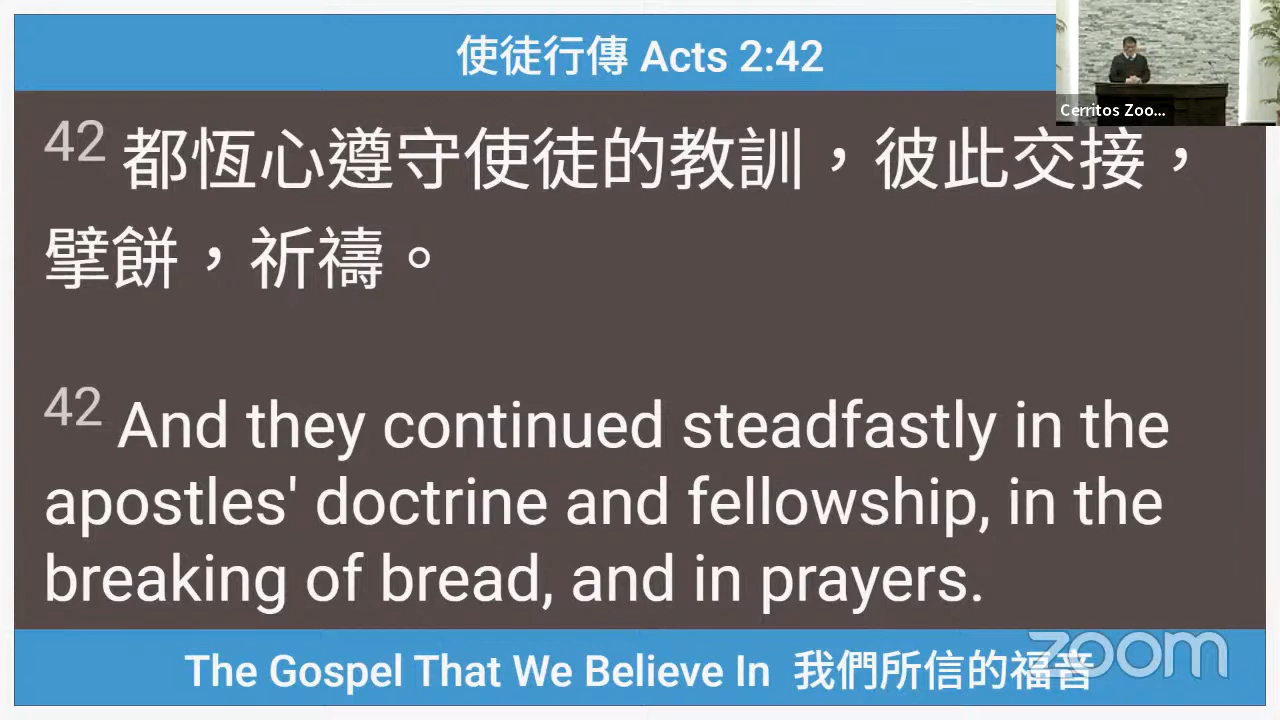 使徒行傳 Acts 2:42
Cerritos Zoo...
42 都恆心遵守使徒的教訓，彼此交接，
擘餅，祈禱。
42 And they continued steadfastly in the
apostles' doctrine and fellowship, in the
breaking of bread, and in prayers.
The Gospel That We Believe In 我們所信的福音
zoom